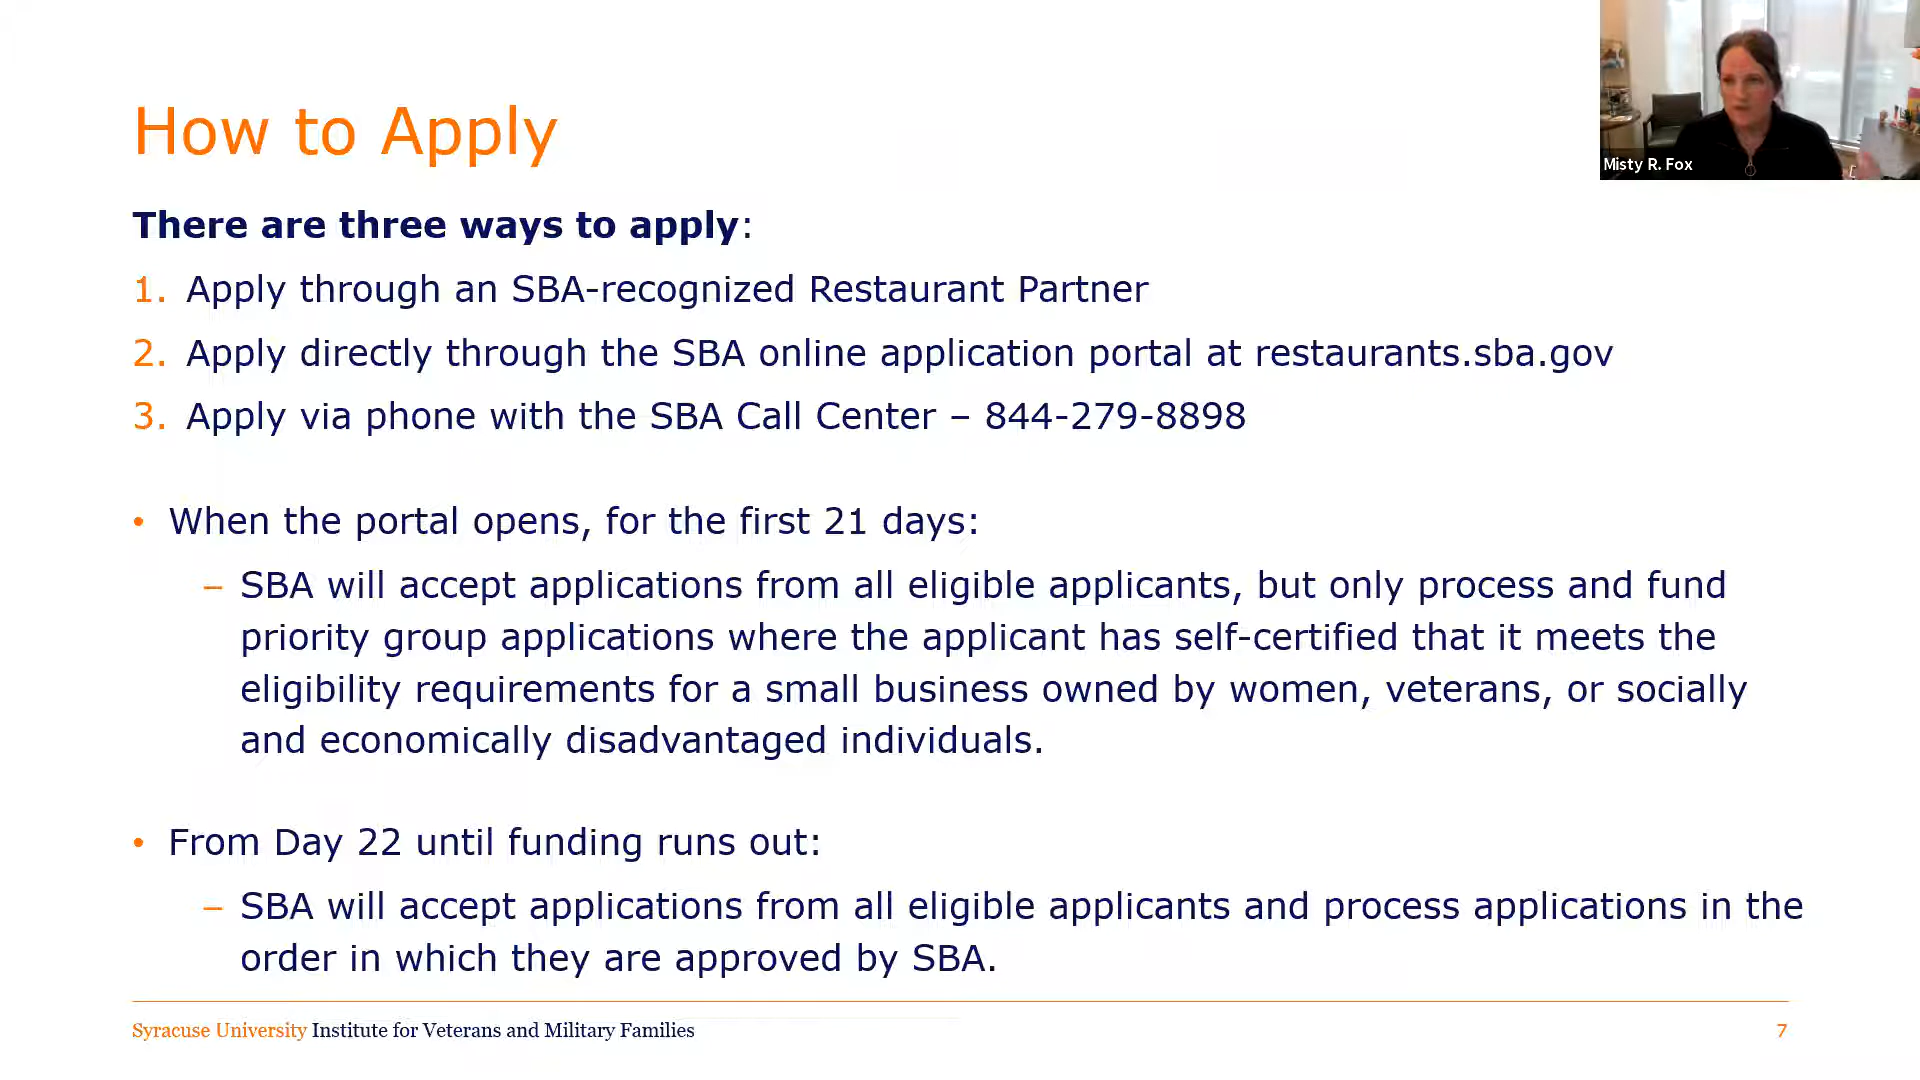 How to Apply
Misty R. Fox
There are three ways to apply:
1. Apply through an SBA-recognized Restaurant Partner
2. Apply directly through the SBA online application portal at restaurants.sba.gov
3. Apply via phone with the SBA Call Center – 844-279-8898
• When the portal opens, for the first 21 days:
– SBA will accept applications from all eligible applicants, but only process and fund
priority group applications where the applicant has self-certified that it meets the
eligibility requirements for a small business owned by women, veterans, or socially
and economically disadvantaged individuals.
• From Day 22 until funding runs out:
– SBA will accept applications from all eligible applicants and process applications in the
order in which they are approved by SBA.
Syracuse University Institute for Veterans and Military Families
7